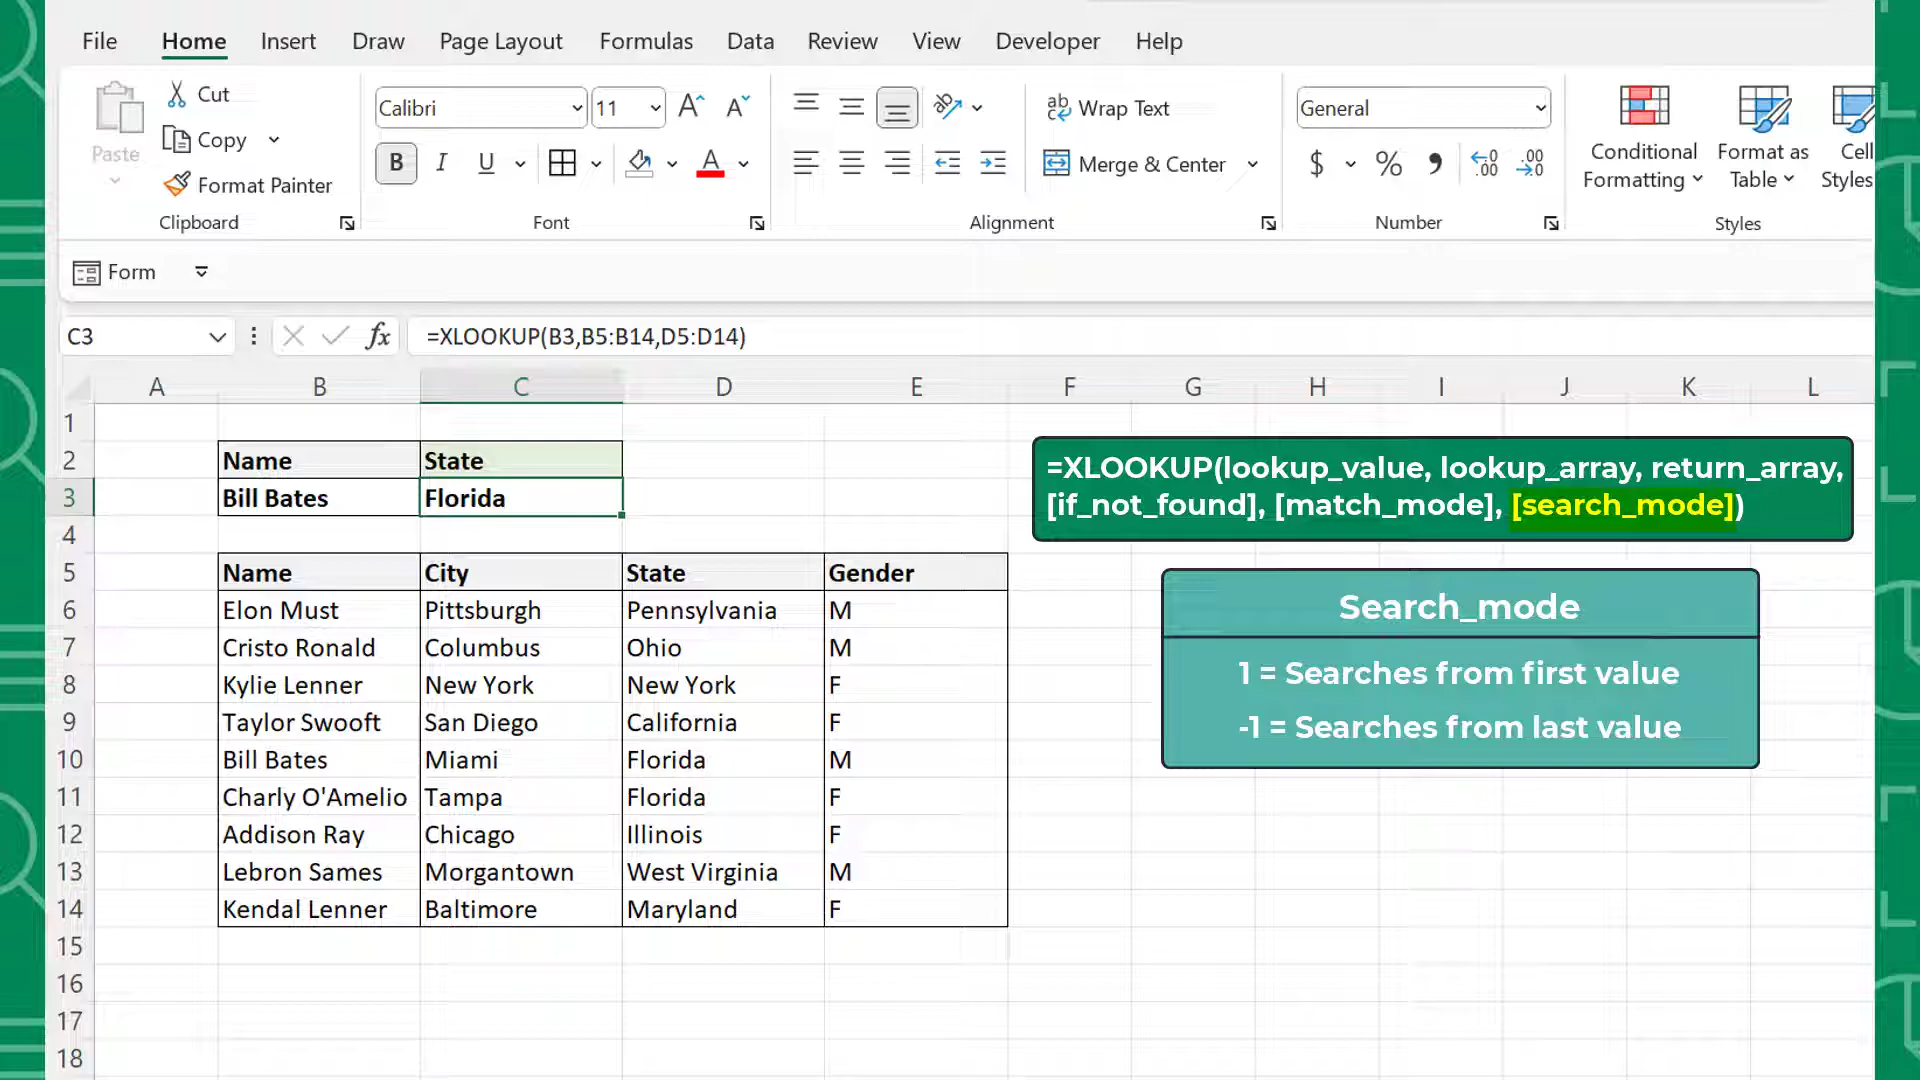 File Home Insert Draw Page Layout Formulas Data Review View Developer Help
Paste
Cut
Copy
Format Painter
Clipboard
Calibri 11
B I U
Font
Wrap Text
Merge & Center
Alignment
General
$ % ,
Number
Conditional Formatting
Format as Table
Cell Styles
Styles
Form
C3 fx =XLOOKUP(B3,B5:B14,D5:D14)
A B C D E F G H I J K L
1
2 Name State
3 Bill Bates Florida
4
5 Name City State Gender
6 Elon Must Pittsburgh Pennsylvania M
7 Cristo Ronald Columbus Ohio M
8 Kylie Lenner New York New York F
9 Taylor Swooft San Diego California F
10 Bill Bates Miami Florida M
11 Charly O'Amelio Tampa Florida F
12 Addison Ray Chicago Illinois F
13 Lebron Sames Morgantown West Virginia M
14 Kendal Lenner Baltimore Maryland F
15
16
17
18
=XLOOKUP(lookup_value, lookup_array, return_array,
[if_not_found], [match_mode], [search_mode])
Search_mode
1 = Searches from first value
-1 = Searches from last value